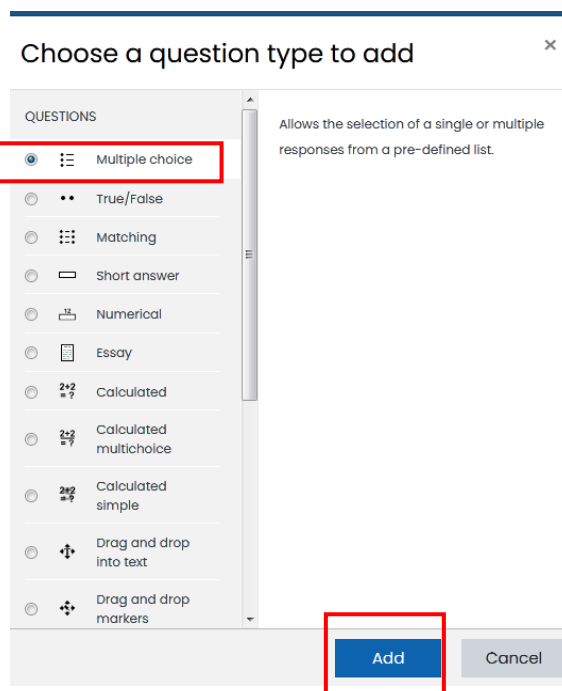 Choose a question type to add
×
QUESTIONS
Multiple choice
True/False
Matching
Short answer
12
Numerical
Essay
2+2
= ?
Calculated
2+2
= ?
Calculated
multichoice
2+2
= ?
Calculated
simple
Drag and drop
into text
Drag and drop
markers
Allows the selection of a single or multiple
responses from a pre-defined list.
Add
Cancel